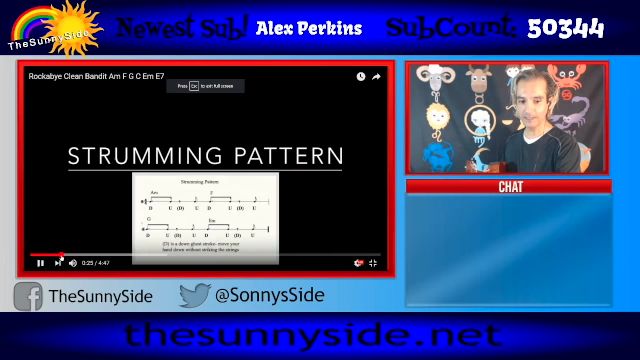 TheSunnySide
Newest Sub! Alex Perkins SubCount: 50344
Rockabye Clean Bandit Am F G C Em E7
Press Esc to exit full screen
STRUMMING PATTERN
Strumming Pattern
Am F
D U (D) U D U (D) U
G Em
D U (D) U D U (D) U
(D) is a down ghost stroke- move your
hand down without striking the strings
0:25 / 4:47
CHAT
TheSunnySide @SonnysSide
thesunnyside.net